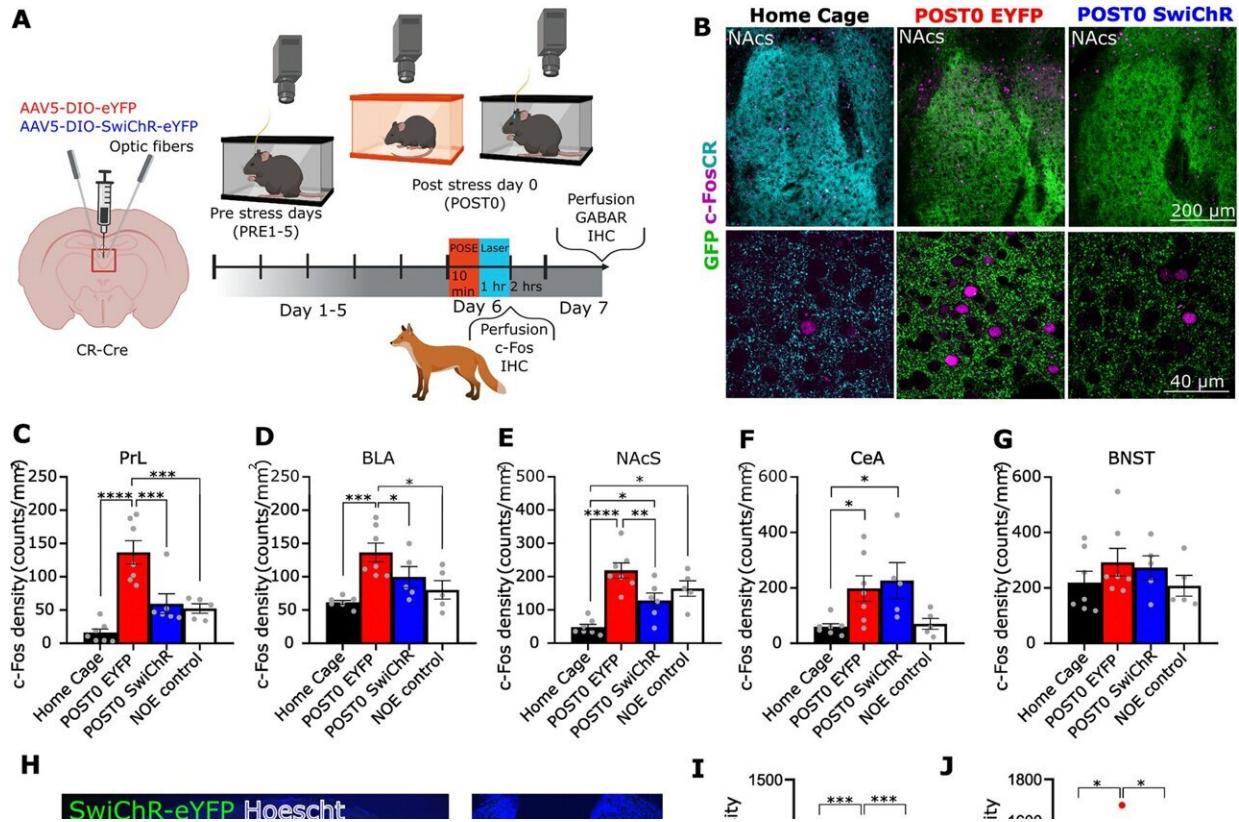 A
AAV5-DIO-eYFP
AAV5-DIO-SwiChR-eYFP
Optic fibers
CR-Cre
Pre stress days
(PRE1-5)
Post stress day 0
(POST0)
Perfusion
GABAR
IHC
POSE
Laser
10
min
1 hr
2 hrs
Day 1-5
Day 6
Day 7
Perfusion
c-Fos
IHC
B
Home Cage
POST0 EYFP
POST0 SwiChR
GFP c-FosCR
NAcs
NAcs
NAcs
200 µm
40 µm
C
PrL
c-Fos density (counts/mm²)
250
200
150
100
50
0
**** ***
***
Home Cage
POST0 EYFP
POST0 SwiChR
NOE control
D
BLA
c-Fos density (counts/mm²)
250
200
150
100
50
0
*** *
*
Home Cage
POST0 EYFP
POST0 SwiChR
NOE control
E
NAcS
c-Fos density (counts/mm²)
500
400
300
200
100
0
*
*
**** **
Home Cage
POST0 EYFP
POST0 SwiChR
NOE control
F
CeA
c-Fos density (counts/mm²)
600
400
200
0
*
*
Home Cage
POST0 EYFP
POST0 SwiChR
NOE control
G
BNST
c-Fos density (counts/mm²)
600
400
200
0
Home Cage
POST0 EYFP
POST0 SwiChR
NOE control
H
SwiChR-eYFP Hoescht
I
1500
*** ***
J
1800
1600
* *